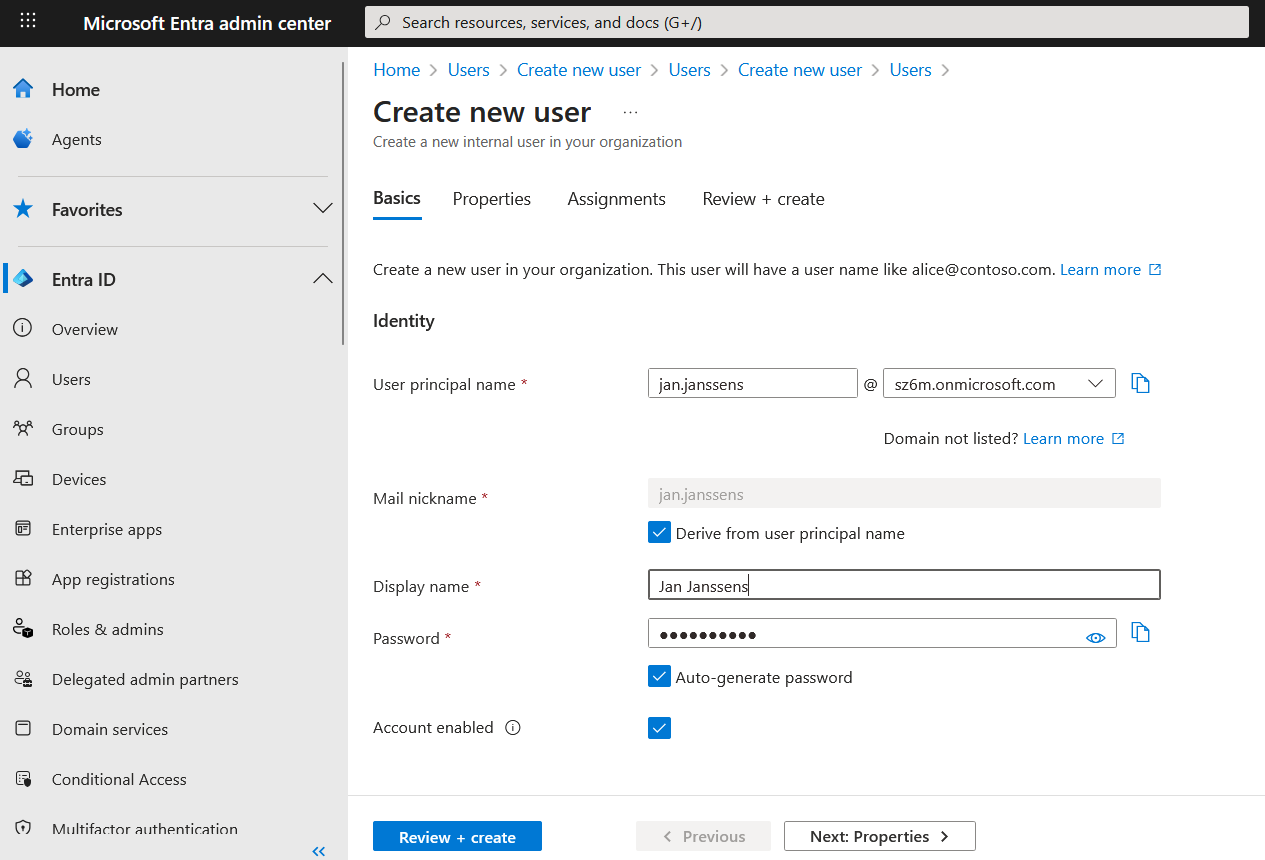 Microsoft Entra admin center
Search resources, services, and docs (G+/)
Home
Agents
Favorites
Entra ID
Overview
Users
Groups
Devices
Enterprise apps
App registrations
Roles & admins
Delegated admin partners
Domain services
Conditional Access
Multifactor authentication
Home > Users > Create new user > Users > Create new user > Users >
Create new user ...
Create a new internal user in your organization
Basics Properties Assignments Review + create
Create a new user in your organization. This user will have a user name like alice@contoso.com. Learn more
Identity
User principal name * jan.janssens @ sz6m.onmicrosoft.com
Domain not listed? Learn more
Mail nickname * jan.janssens
Derive from user principal name
Display name * Jan Janssens
Password * ●●●●●●●●●●
Auto-generate password
Account enabled
Review + create < Previous Next: Properties >